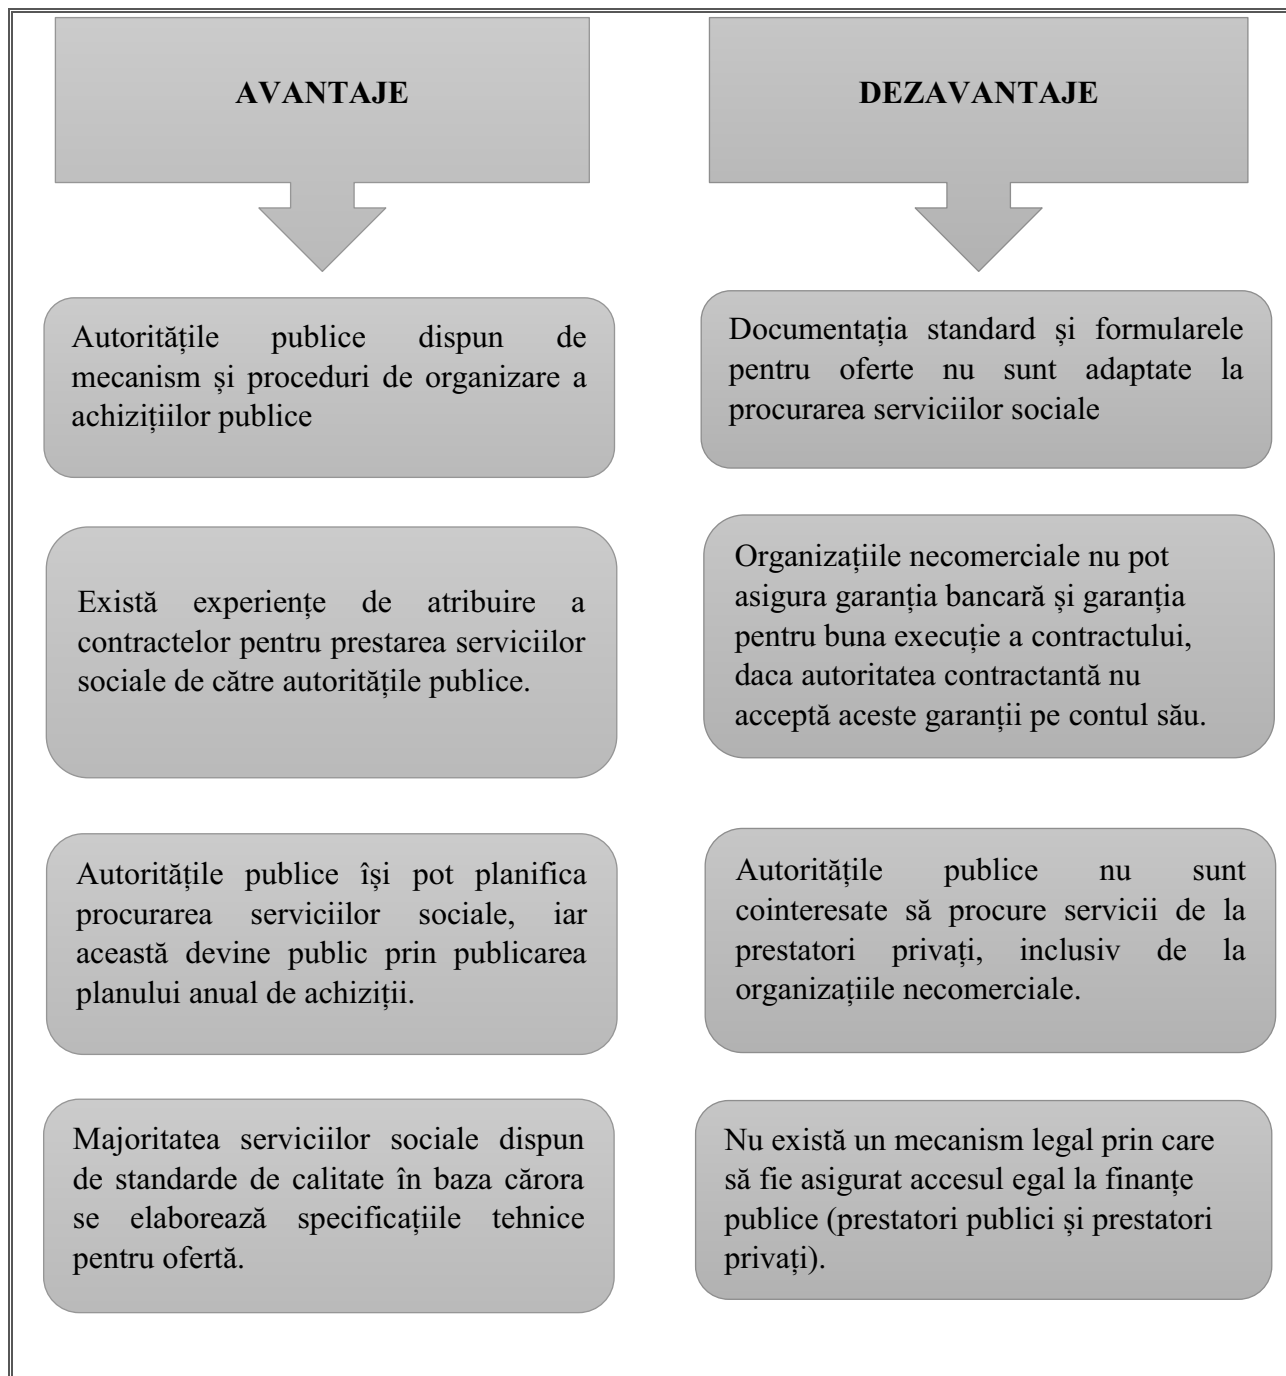 AVANTAJE
Autoritățile publice dispun de
mecanism și proceduri de organizare a
achizițiilor publice
Există experiențe de atribuire a
contractelor pentru prestarea serviciilor
sociale de către autoritățile publice.
Autoritățile publice își pot planifica
procurarea serviciilor sociale, iar
această devine public prin publicarea
planului anual de achiziții.
Majoritatea serviciilor sociale dispun
de standarde de calitate în baza cărora
se elaborează specificațiile tehnice
pentru ofertă.
DEZAVANTAJE
Documentația standard și formularele
pentru oferte nu sunt adaptate la
procurarea serviciilor sociale
Organizațiile necomerciale nu pot
asigura garanția bancară și garanția
pentru buna execuție a contractului,
daca autoritatea contractantă nu
acceptă aceste garanții pe contul său.
Autoritățile publice nu sunt
cointeresate să procure servicii de la
prestatori privați, inclusiv de la
organizațiile necomerciale.
Nu există un mecanism legal prin care
să fie asigurat accesul egal la finanțe
publice (prestatori publici și prestatori
privați).